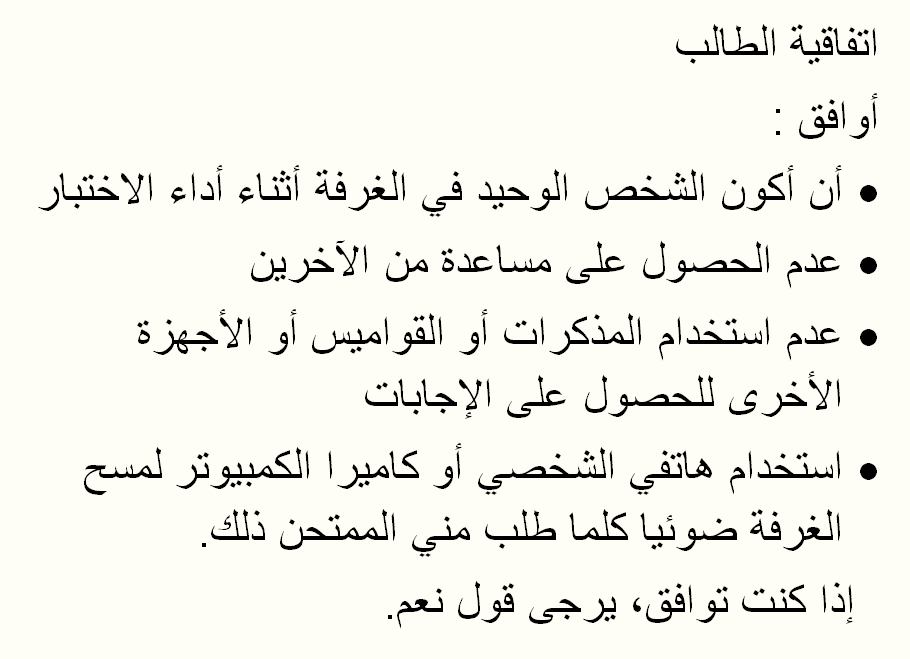 اتفاقية الطالب
أوافق :
• أن أكون الشخص الوحيد في الغرفة أثناء أداء الاختبار
• عدم الحصول على مساعدة من الآخرين
• عدم استخدام المذكرات أو القواميس أو الأجهزة
الأخرى للحصول على الإجابات
• استخدام هاتفي الشخصي أو كاميرا الكمبيوتر لمسح
الغرفة ضوئيا كلما طلب مني الممتحن ذلك.
إذا كنت توافق، يرجى قول نعم.